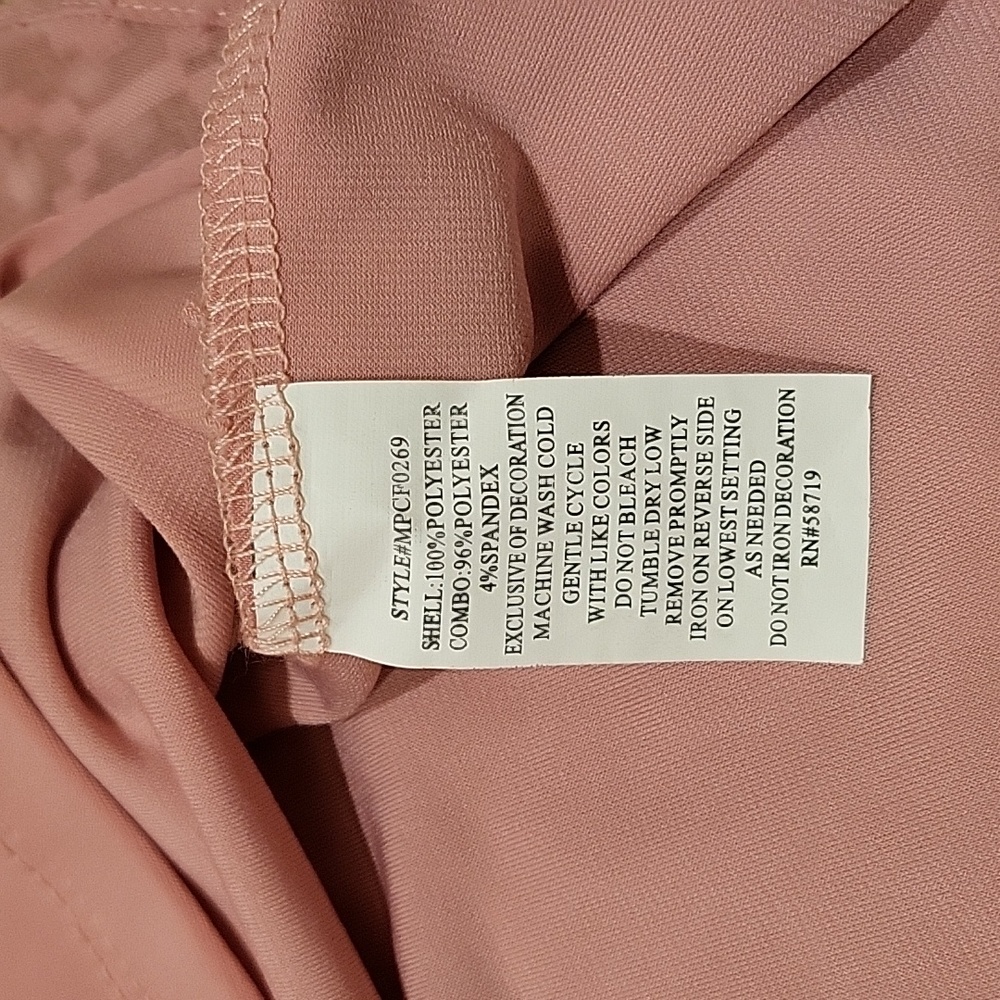 STYLE#MPCF0269
SHELL:100%POLYESTER
COMBO:96%POLYESTER
4%SPANDEX
EXCLUSIVE OF DECORATION
MACHINE WASH COLD
GENTLE CYCLE
WITH LIKE COLORS
DO NOT BLEACH
TUMBLE DRY LOW
REMOVE PROMPTLY
IRON ON REVERSE SIDE
ON LOWEST SETTING
AS NEEDED
DO NOT IRON DECORATION
RN#58719